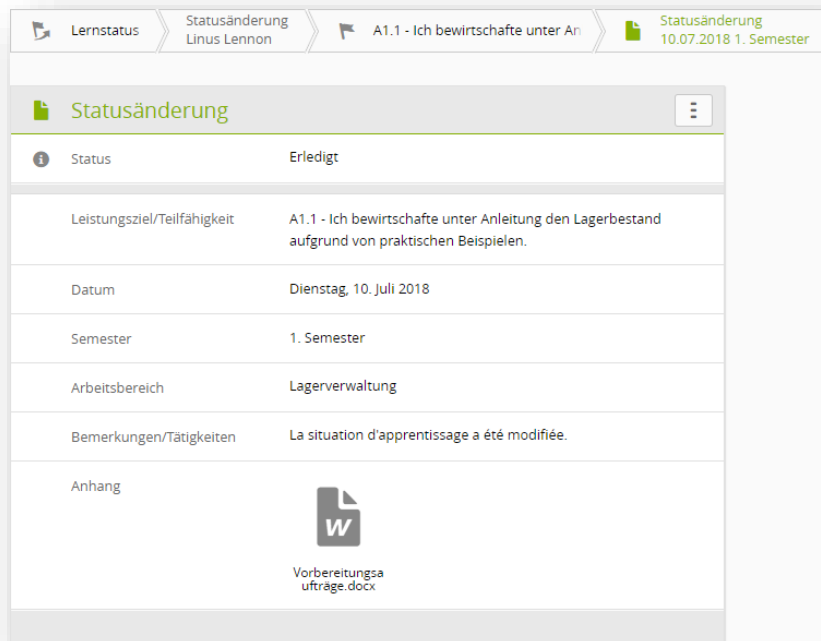 Lernstatus
Statusänderung
Linus Lennon
A1.1 - Ich bewirtschafte unter An
Statusänderung
10.07.2018 1. Semester
Statusänderung
Status
Erledigt
Leistungsziel/Teilfähigkeit
A1.1 - Ich bewirtschafte unter Anleitung den Lagerbestand
aufgrund von praktischen Beispielen.
Datum
Dienstag, 10. Juli 2018
Semester
1. Semester
Arbeitsbereich
Lagerverwaltung
Bemerkungen/Tätigkeiten
La situation d'apprentissage a été modifiée.
Anhang
W
Vorbereitungsa
ufträge.docx